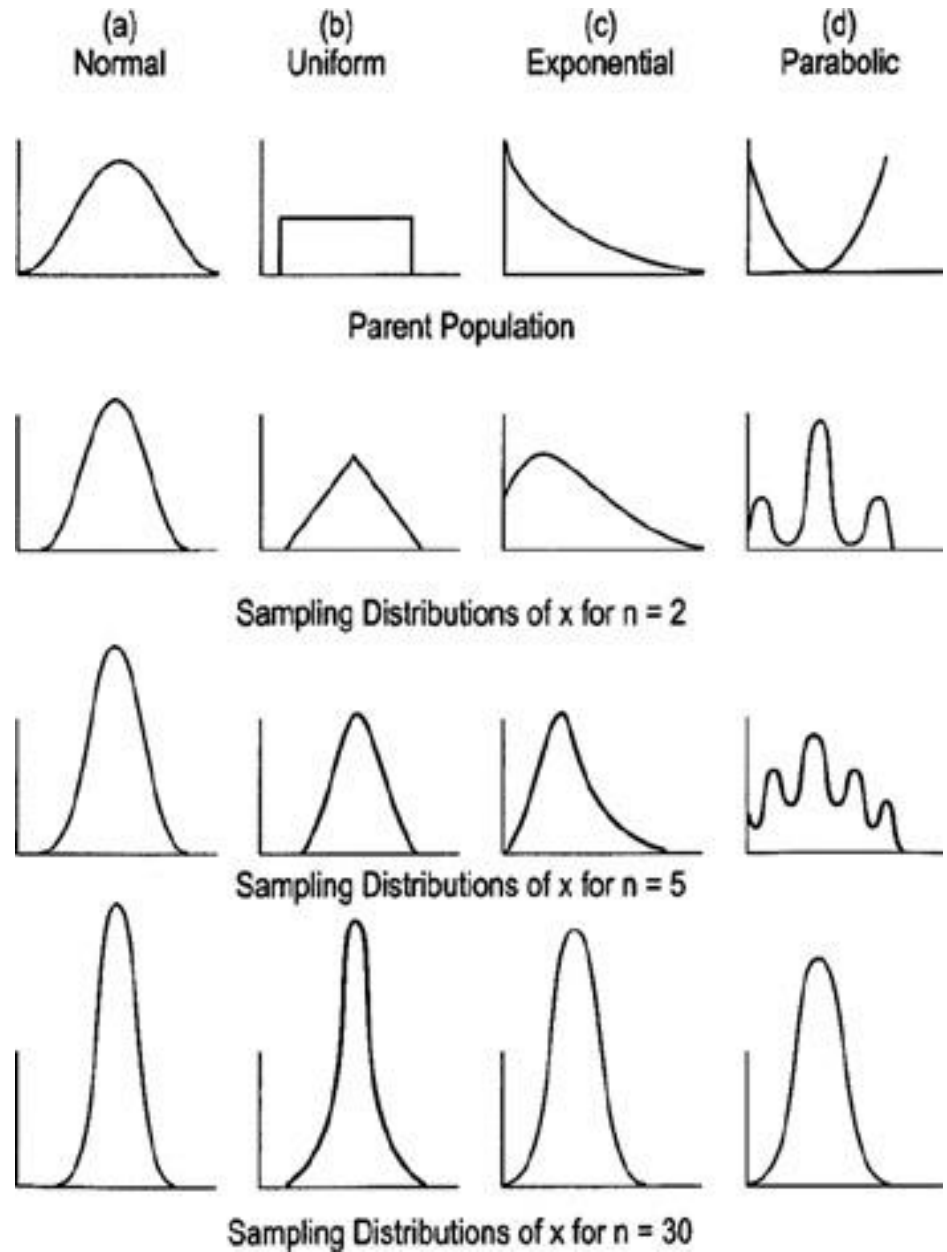 (a) (b) (c) (d)
Normal Uniform Exponential Parabolic
Parent Population
Sampling Distributions of x for n = 2
Sampling Distributions of x for n = 5
Sampling Distributions of x for n = 30